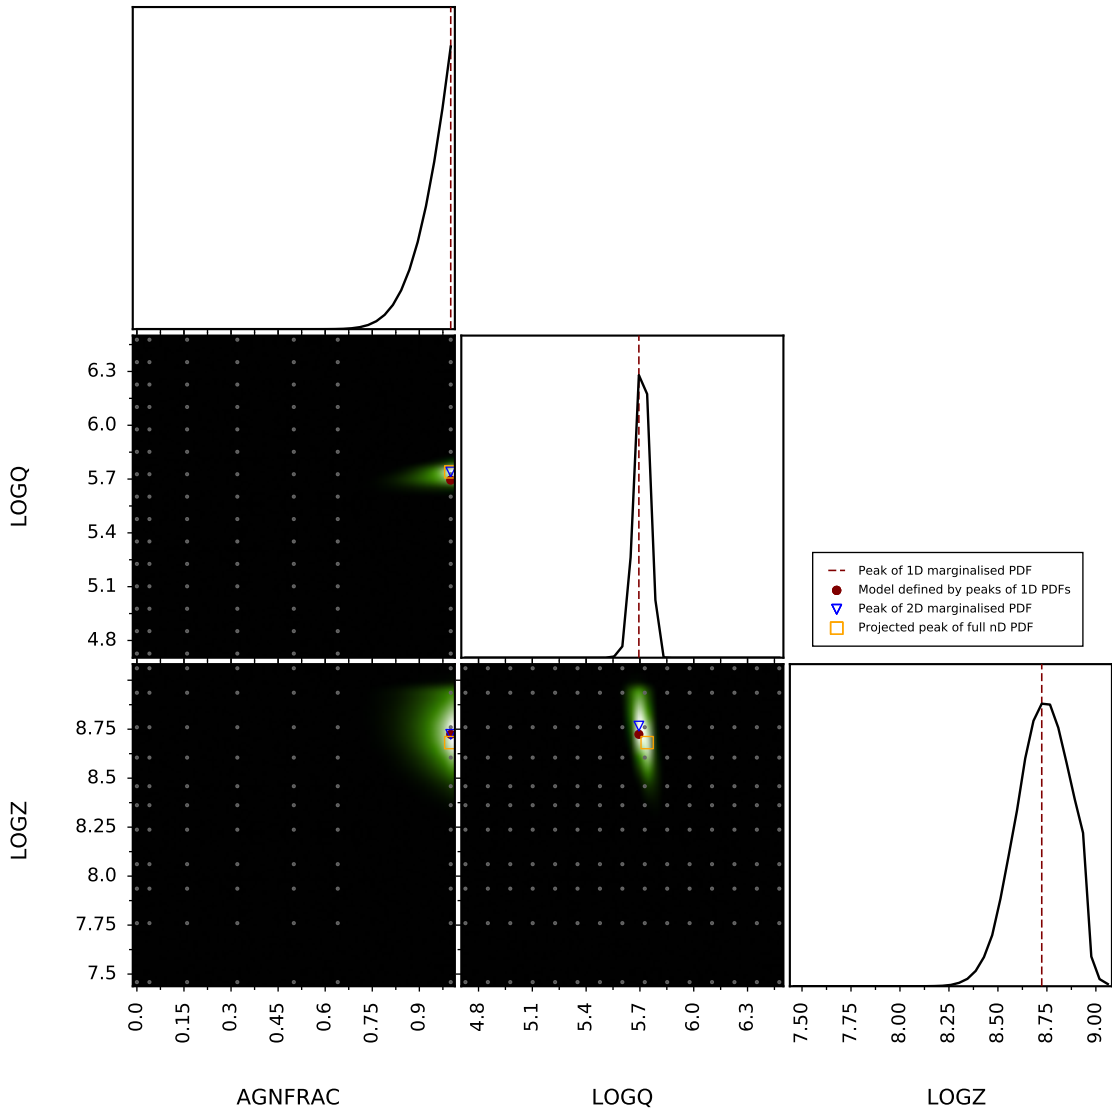 LOGQ
6.3
6.0
5.7
5.4
5.1
4.8
Peak of 1D marginalised PDF
Model defined by peaks of 1D PDFs
Peak of 2D marginalised PDF
Projected peak of full nD PDF
LOGZ
8.75
8.5
8.25
8.0
7.75
7.5
0.0 0.15 0.3 0.45 0.6 0.75 0.9 4.8 5.1 5.4 5.7 6.0 6.3 7.50 7.75 8.00 8.25 8.50 8.75 9.00
AGNFRAC LOGQ LOGZ